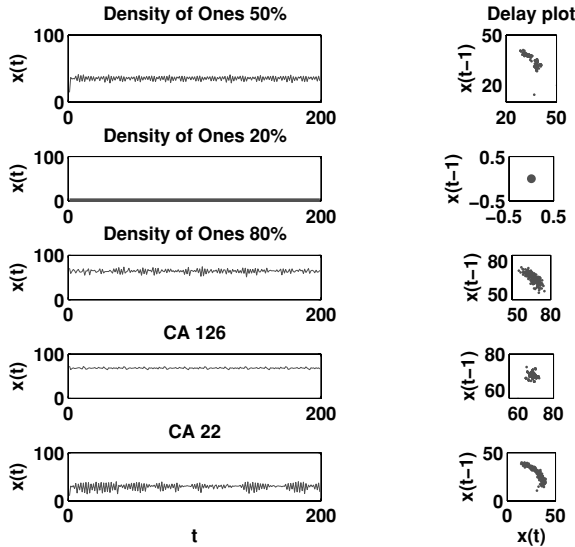 Density of Ones 50%
Delay plot
100
x(t)
0
0
200
50
x(t−1)
20
20
50
Density of Ones 20%
100
x(t)
0
0
200
0.5
x(t−1)
−0.5
−0.5
0.5
Density of Ones 80%
100
x(t)
0
0
200
80
x(t−1)
50
50
80
CA 126
100
x(t)
0
0
200
80
x(t−1)
60
60
80
CA 22
100
x(t)
0
0
200
t
50
x(t−1)
0
0
50
x(t)